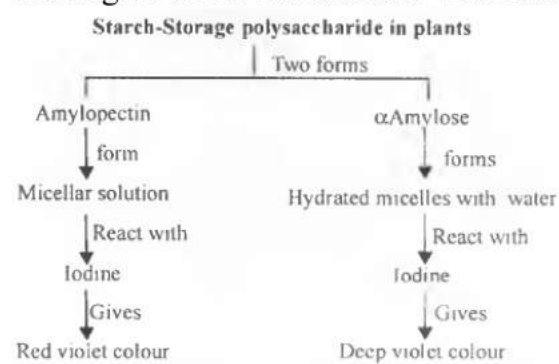 Starch-Storage polysaccharide in plants
Two forms
Amylopectin αAmylose
form forms
Micellar solution Hydrated micelles with water
React with React with
Iodine Iodine
Gives Gives
Red violet colour Deep violet colour